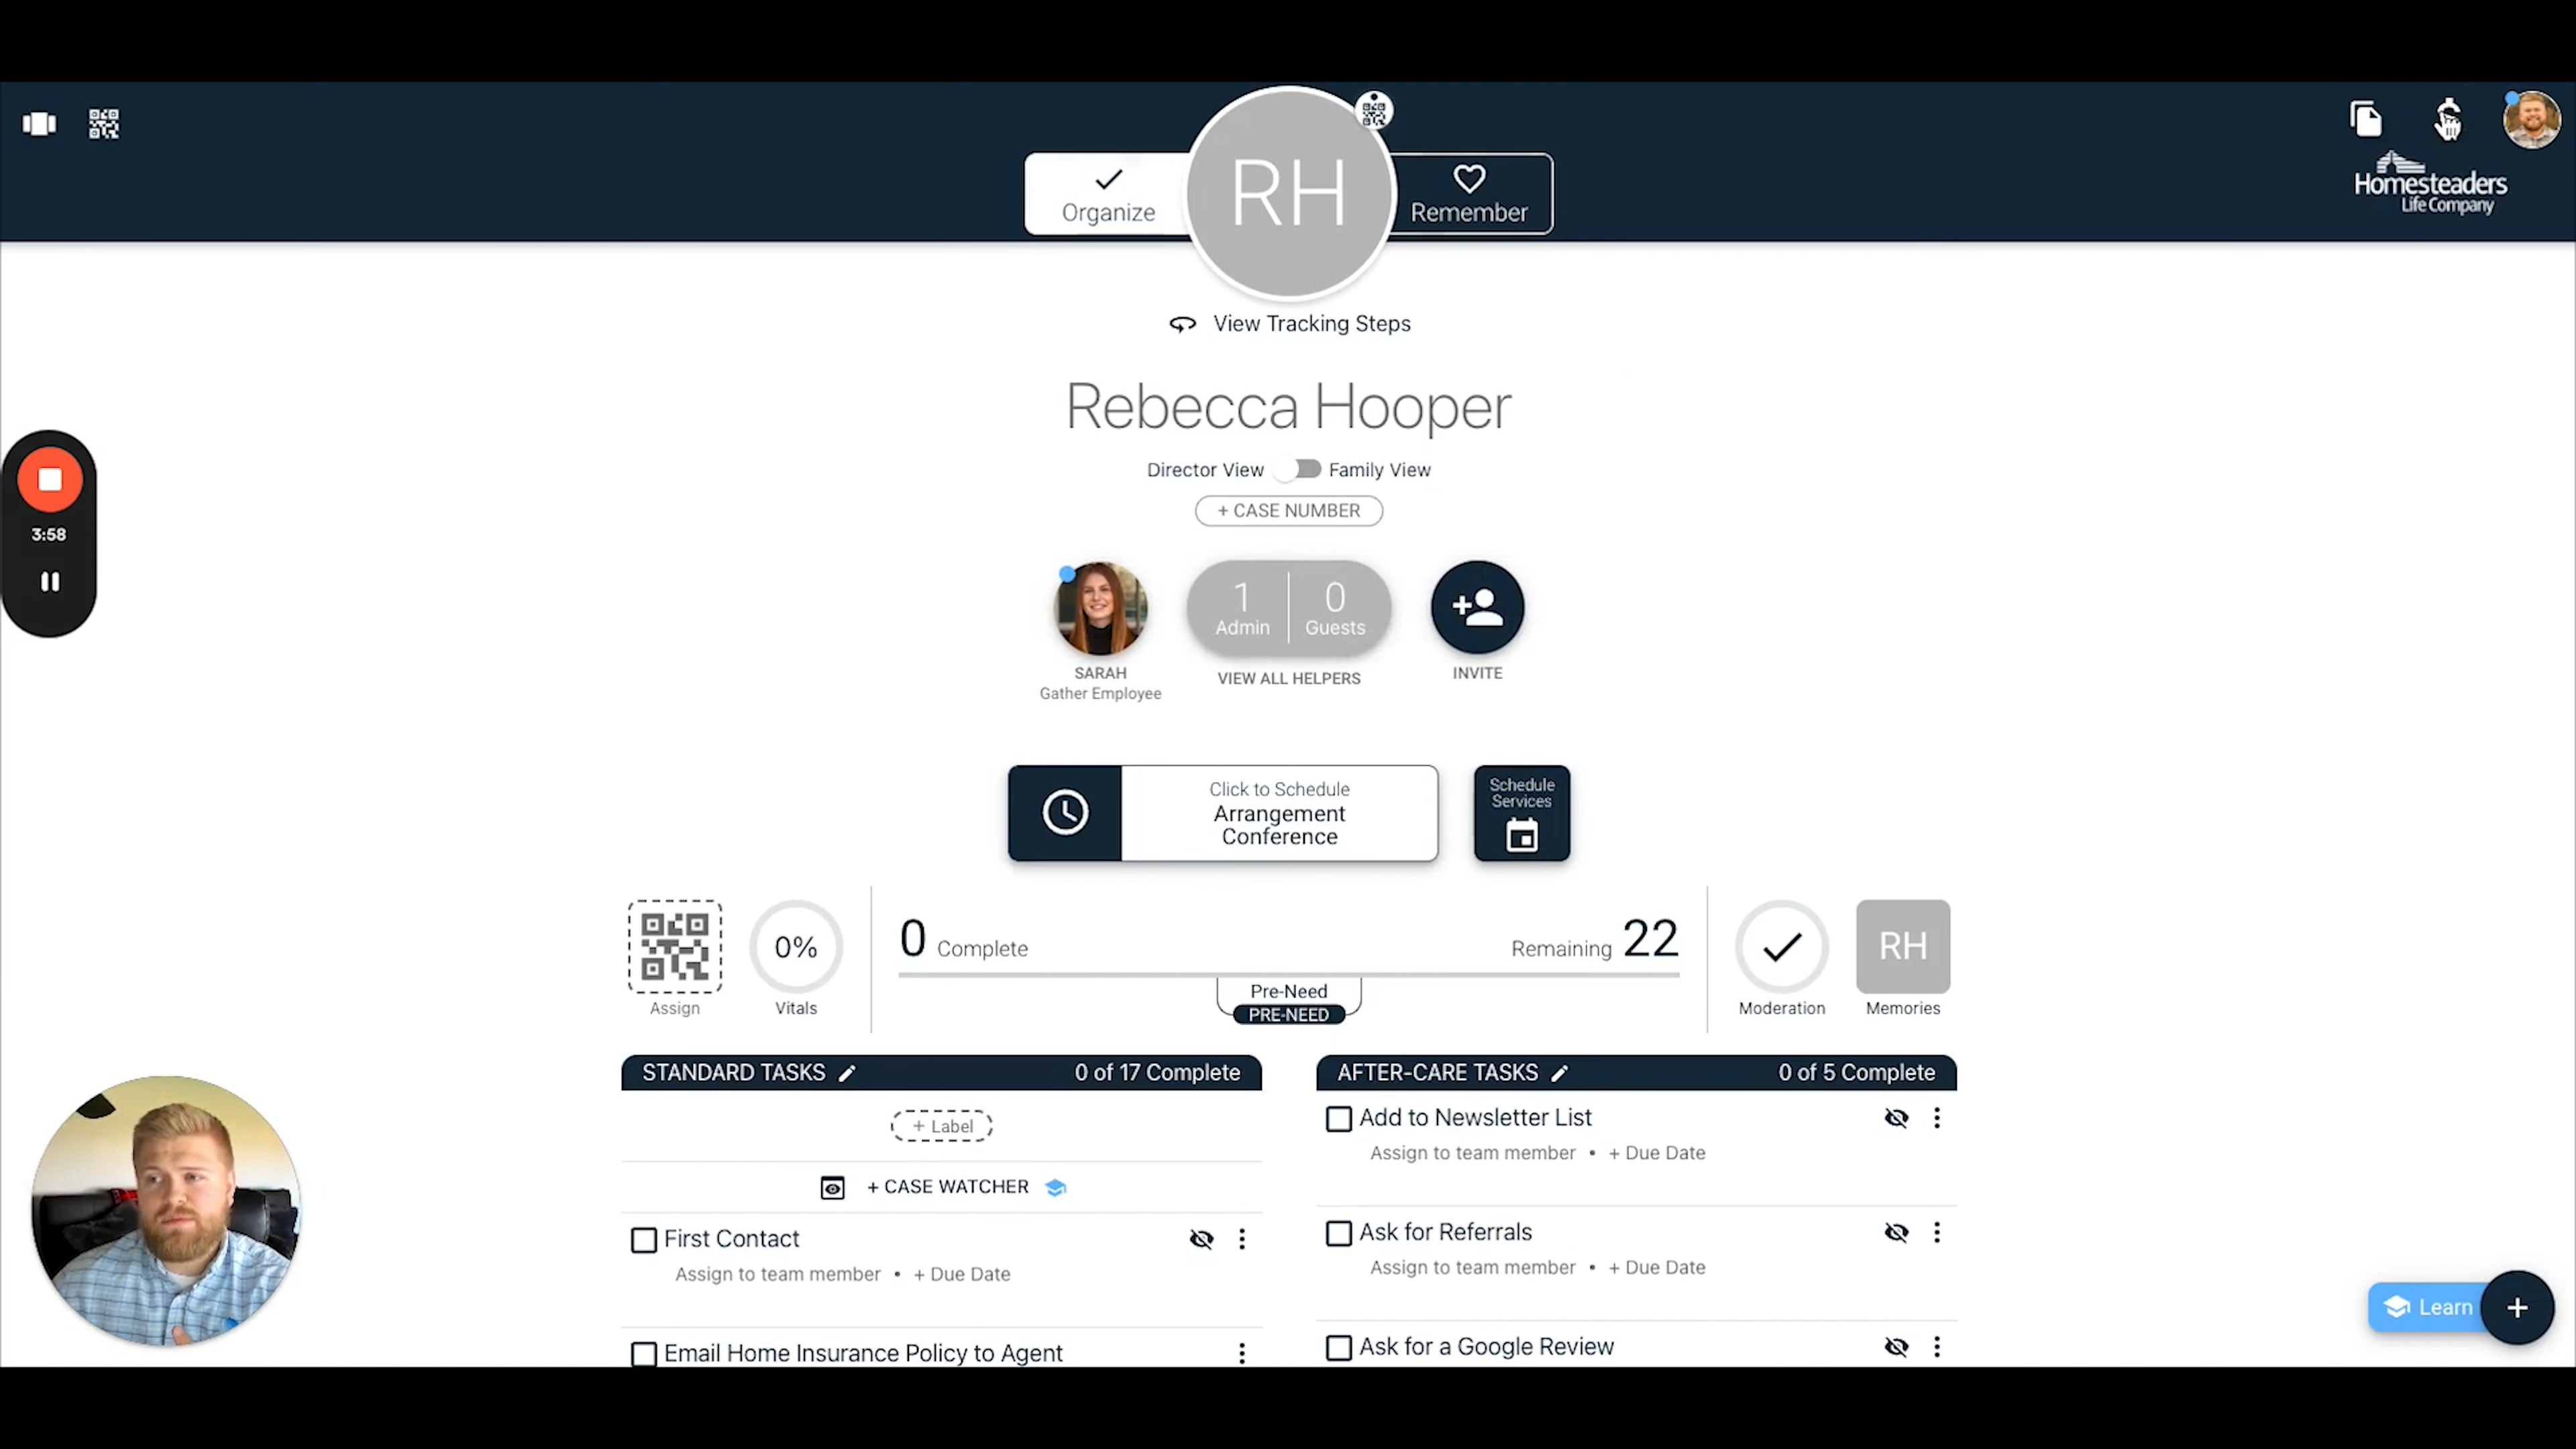 Organize
RH
Remember
Homesteaders
Life Company
View Tracking Steps
Rebecca Hooper
Director View Family View
+ CASE NUMBER
3:58
1 Admin
0 Guests
SARAH
Gather Employee
VIEW ALL HELPERS
INVITE
Click to Schedule
Arrangement
Conference
Schedule
Services
Assign
0%
Vitals
0 Complete
Remaining 22
Pre-Need
PRE-NEED
Moderation
RH
Memories
STANDARD TASKS 0 of 17 Complete
+ Label
+ CASE WATCHER
First Contact
Assign to team member • + Due Date
Email Home Insurance Policy to Agent
AFTER-CARE TASKS 0 of 5 Complete
Add to Newsletter List
Assign to team member • + Due Date
Ask for Referrals
Assign to team member • + Due Date
Ask for a Google Review
Learn